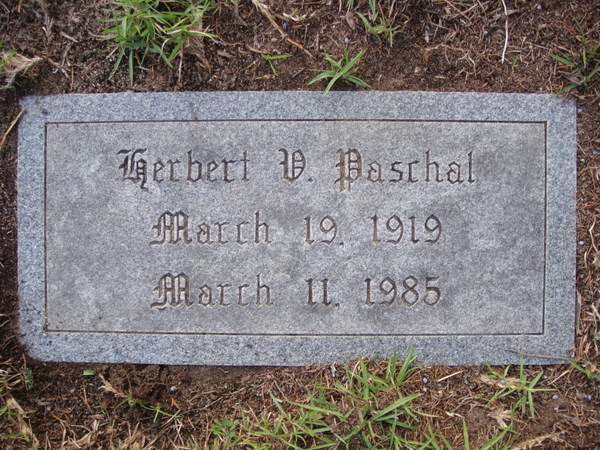 Herbert V. Paschal
March 19, 1919
March 11, 1985